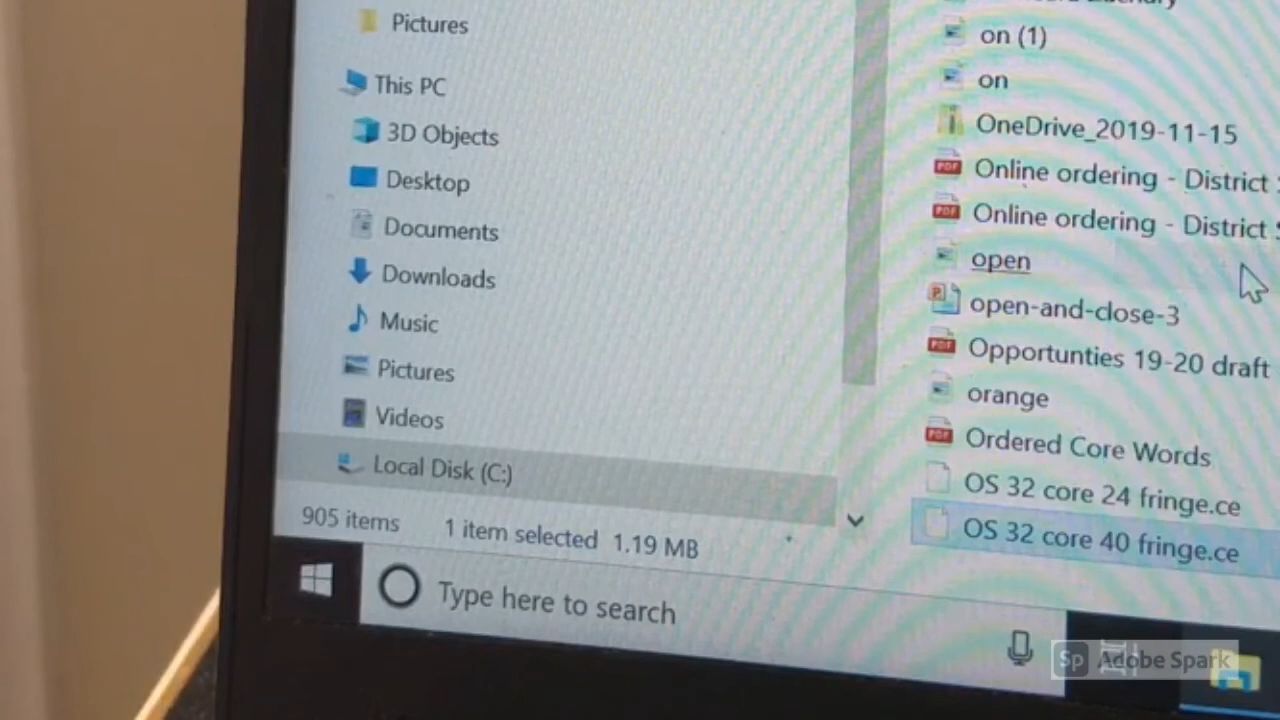 Pictures
This PC
3D Objects
Desktop
Documents
Downloads
Music
Pictures
Videos
Local Disk (C:)
905 items 1 item selected 1.19 MB
on (1)
on
OneDrive_2019-11-15
Online ordering - District
Online ordering - District
open
open-and-close-3
Opportunties 19-20 draft
orange
Ordered Core Words
OS 32 core 24 fringe.ce
OS 32 core 40 fringe.ce
Type here to search
Sp Adobe Spark